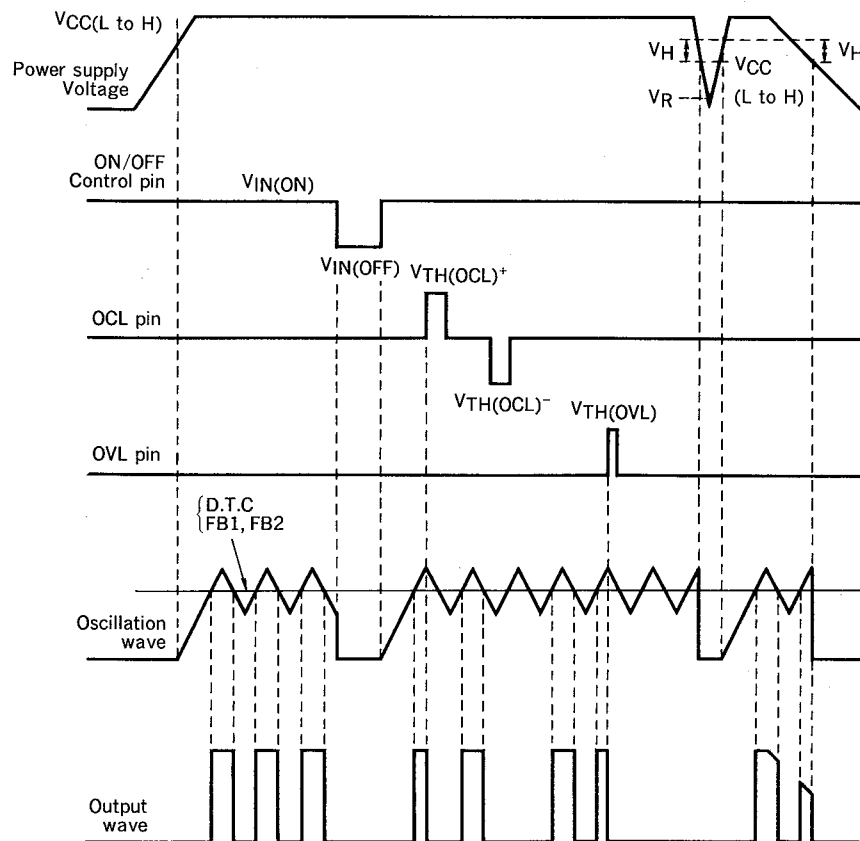 VCC(L to H)
Power supply
Voltage
VH
VCC
VH
VR
(L to H)
ON/OFF
Control pin
VIN(ON)
VIN(OFF)
VTH(OCL)+
OCL pin
VTH(OCL)−
VTH(OVL)
OVL pin
D.T.C
FB1, FB2
Oscillation
wave
Output
wave